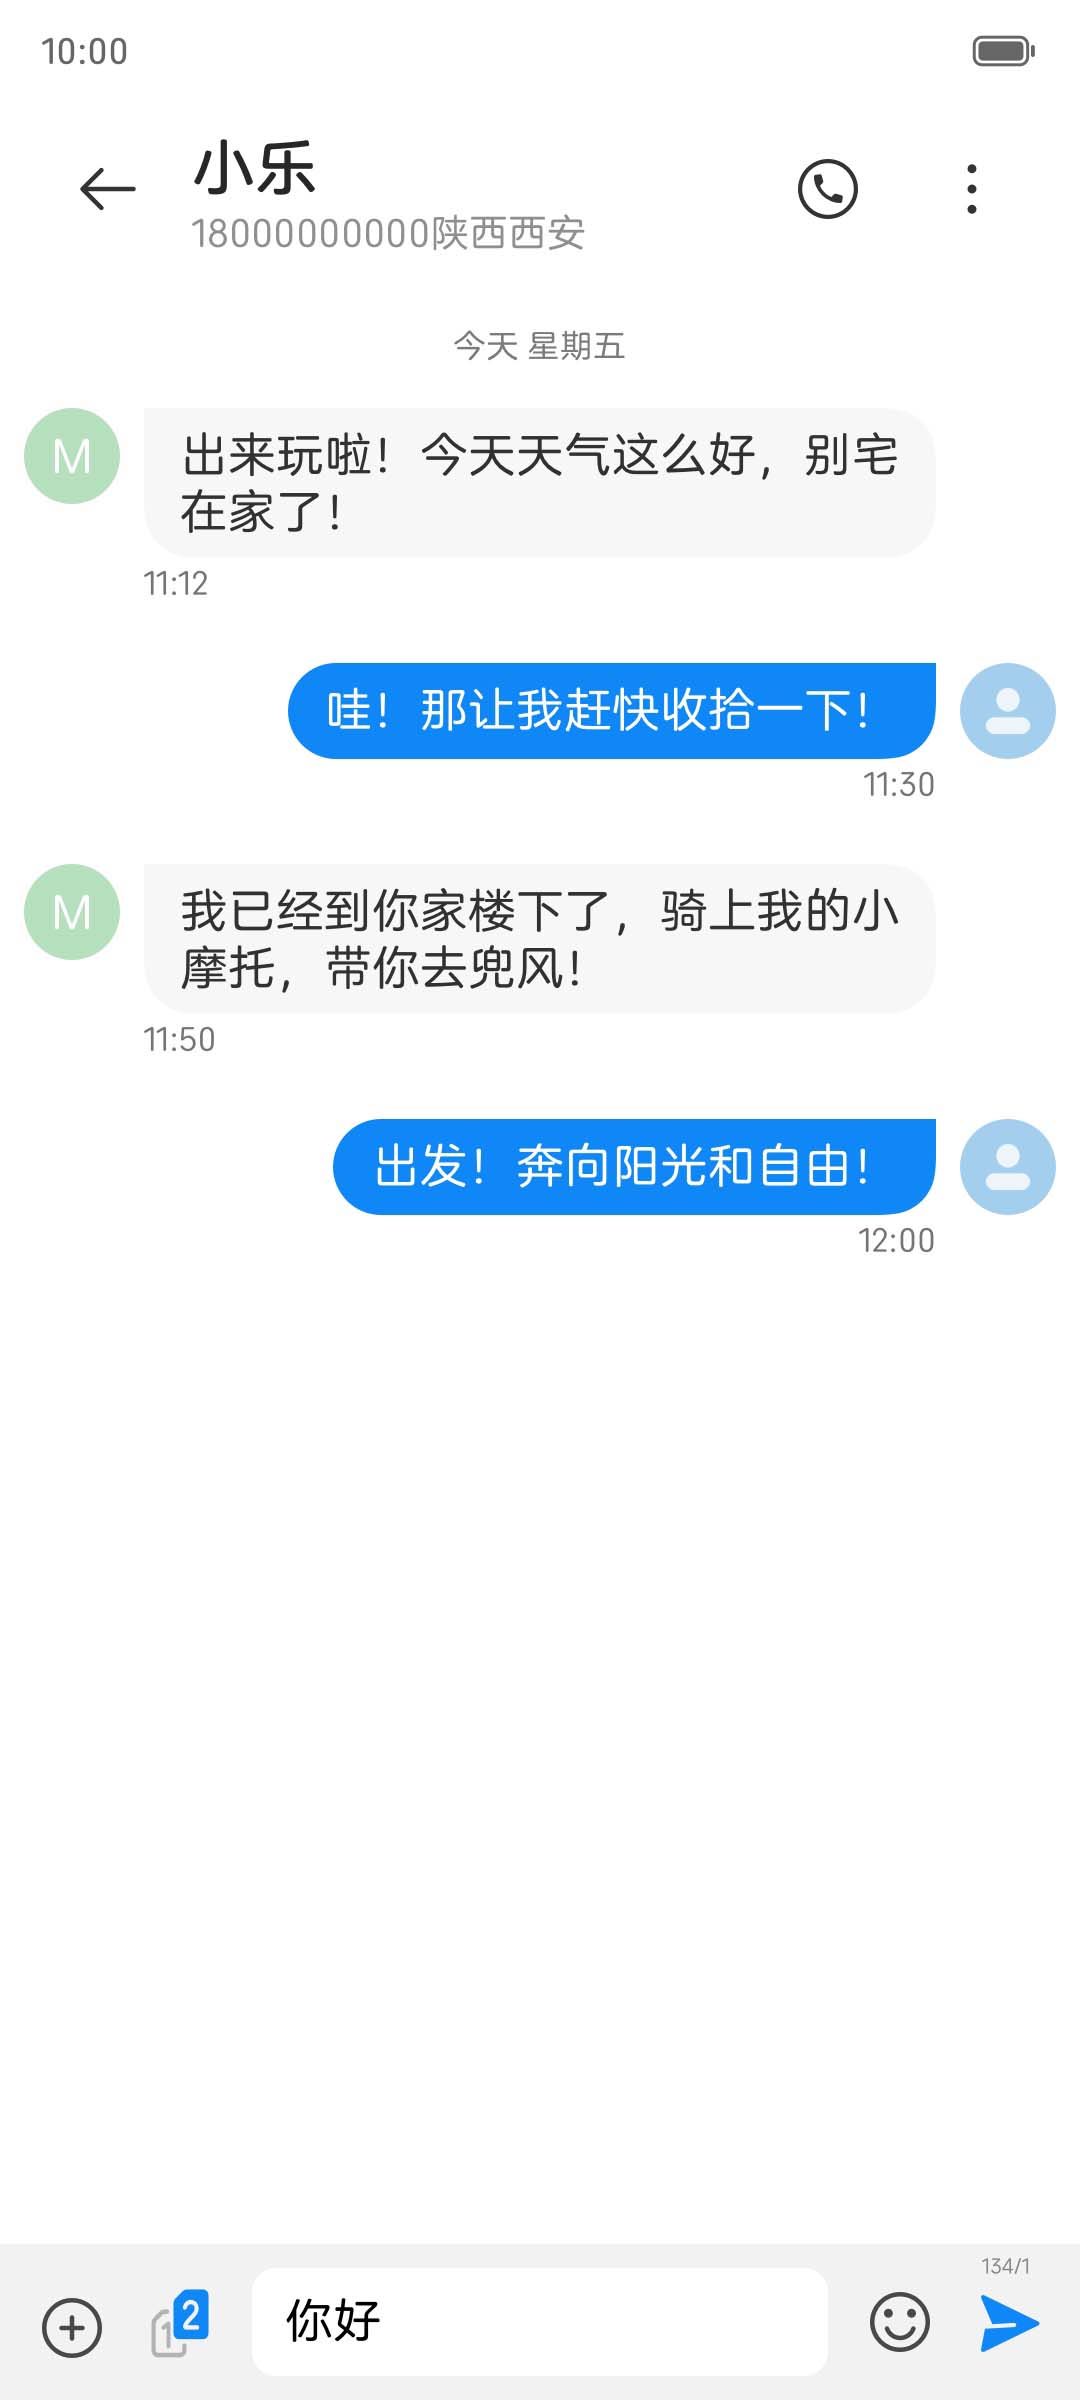 10:00
小乐
18000000000陕西西安
今天 星期五
M
出来玩啦！今天天气这么好，别宅
在家了！
11:12
哇！那让我赶快收拾一下！
11:30
M
我已经到你家楼下了，骑上我的小
摩托，带你去兜风！
11:50
出发！奔向阳光和自由！
12:00
134/1
1
2
你好